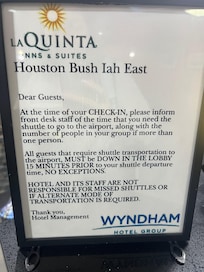 LAQUINTA
INNS & SUITES
Houston Bush Iah East
Dear Guests,
At the time of your CHECK-IN, please inform
front desk staff of the time that you need the
shuttle to go to the airport, along with the
number of people in your group if more than
one person.
All guests that require shuttle transportation to
the airport, MUST be DOWN IN THE LOBBY
15 MINUTES PRIOR to your shuttle departure
time, NO EXCEPTIONS.
HOTEL AND ITS STAFF ARE NOT
RESPONSIBLE FOR MISSED SHUTTLES OR
IF ALTERNATE MODE OF
TRANSPORTATION IS REQUIRED.
Thank you,
Hotel Management
WYNDHAM
HOTEL GROUP